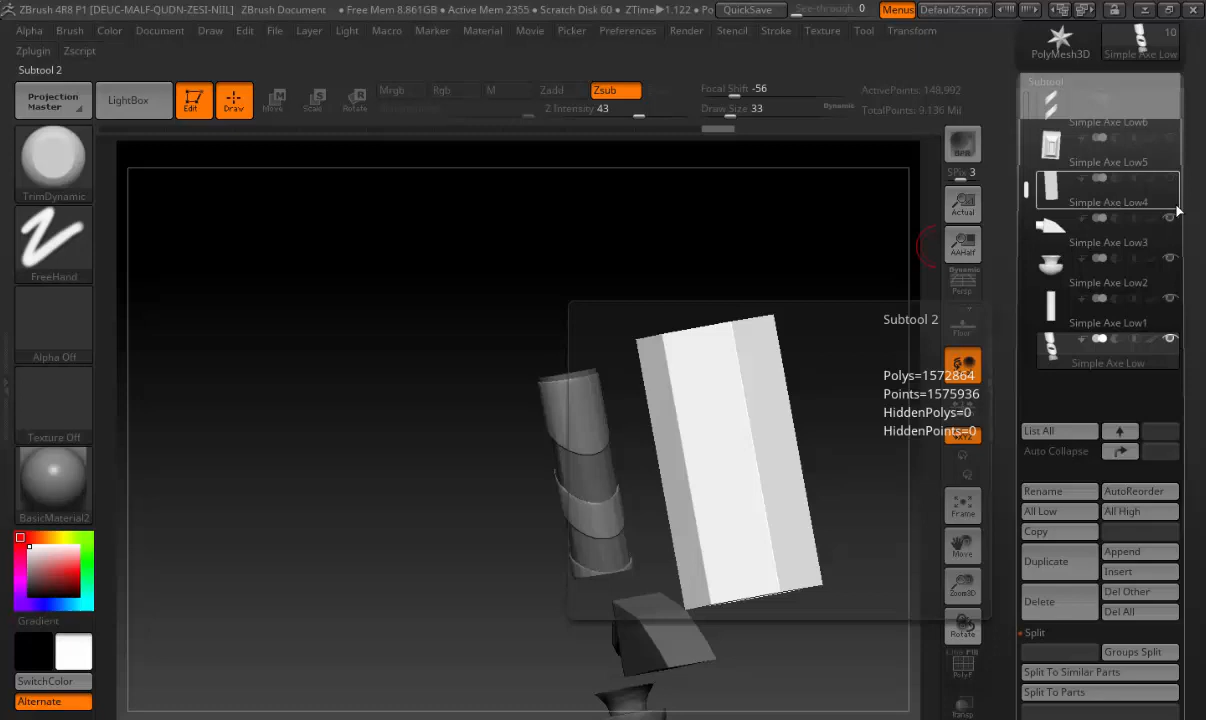 ZBrush 4R8 P1 [DEUC-MALF-QUDN-ZESI-NIIL] ZBrush Document • Free Mem 8.861GB • Active Mem 2355 • Scratch Disk 60 • ZTime▶1.122 • Po QuickSave See-through 0 Menus DefaultZScript
Alpha Brush Color Document Draw Edit File Layer Light Macro Marker Material Movie Picker Preferences Render Stencil Stroke Texture Tool Transform
Zplugin Zscript
Subtool 2
Projection Master
LightBox
Edit
Draw
Move
Scale
Rotate
Mrgb Rgb M Zadd Zsub
Z Intensity 43
Focal Shift -56
Draw Size 33 Dynamic
ActivePoints: 148,992
TotalPoints: 9.136 Mil
TrimDynamic
FreeHand
Alpha Off
Texture Off
BasicMaterial2
Gradient
SwitchColor
Alternate
Subtool 2
Polys=1572864
Points=1575936
HiddenPolys=0
HiddenPoints=0
BPR
SPix 3
Actual
AAHalf
Dynamic
Persp
Floor
XYZ
Frame
Move
Zoom3D
Rotate
Line Fill
PolyF
Transp
PolyMesh3D
10
Simple Axe Low
Subtool
Simple Axe Low6
Simple Axe Low5
Simple Axe Low4
Simple Axe Low3
Simple Axe Low2
Simple Axe Low1
Simple Axe Low
List All
Auto Collapse
Rename AutoReorder
All Low All High
Copy
Duplicate Append
Insert
Delete Del Other
Del All
Split
Groups Split
Split To Similar Parts
Split To Parts